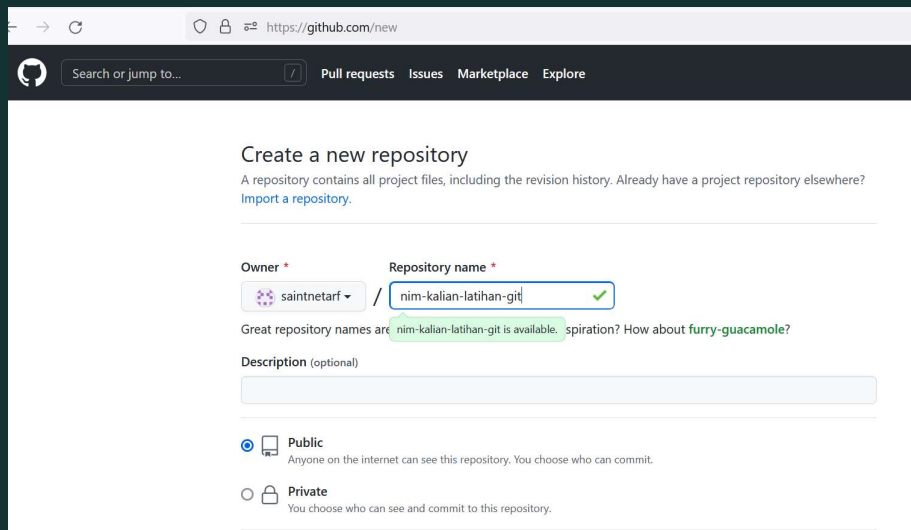 https://github.com/new
Search or jump to... / Pull requests Issues Marketplace Explore
Create a new repository
A repository contains all project files, including the revision history. Already have a project repository elsewhere?
Import a repository.
Owner * Repository name *
saintnetarf / nim-kalian-latihan-git
Great repository names are nim-kalian-latihan-git is available. spiration? How about furry-guacamole?
Description (optional)
Public
Anyone on the internet can see this repository. You choose who can commit.
Private
You choose who can see and commit to this repository.